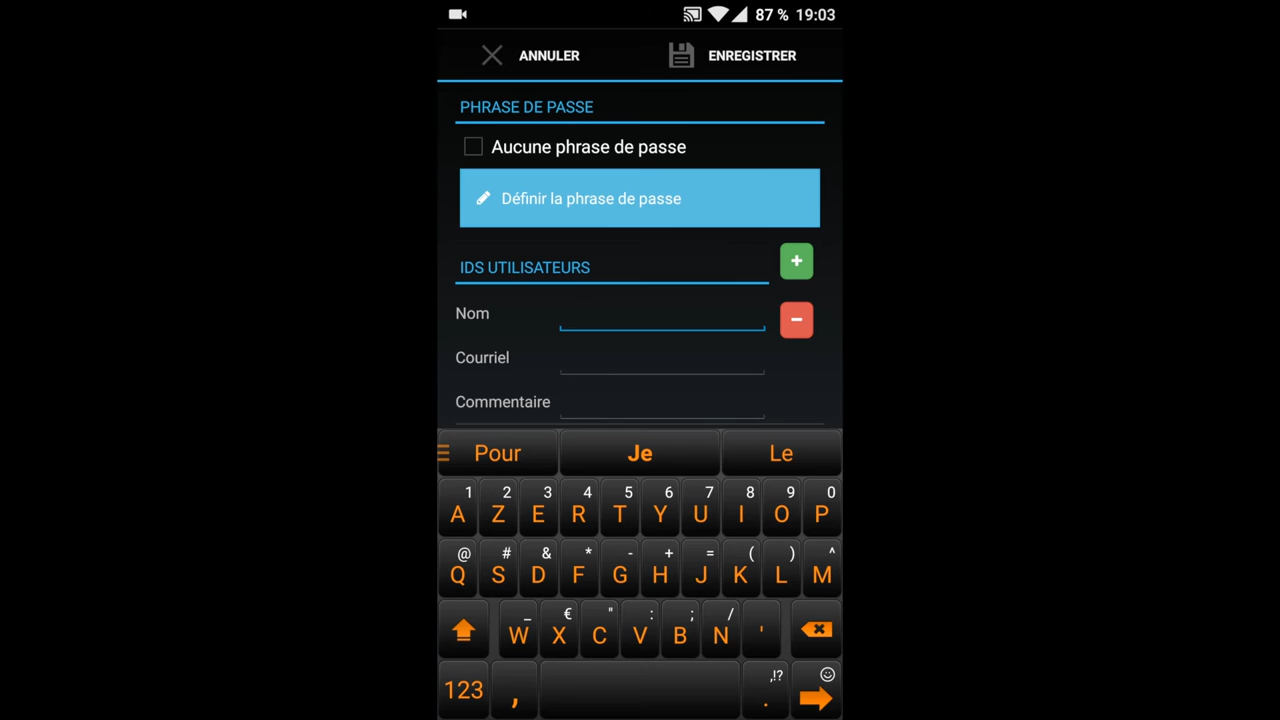 87 % 19:03
ANNULER ENREGISTRER
PHRASE DE PASSE
Aucune phrase de passe
Définir la phrase de passe
IDS UTILISATEURS
+
Nom
−
Courriel
Commentaire
Pour Je Le
1 2 3 4 5 6 7 8 9 0
A Z E R T Y U I O P
@ # & * - + = ( ) ^
Q S D F G H J K L M
_ € " : ; /
W X C V B N '
,!?
123 , .